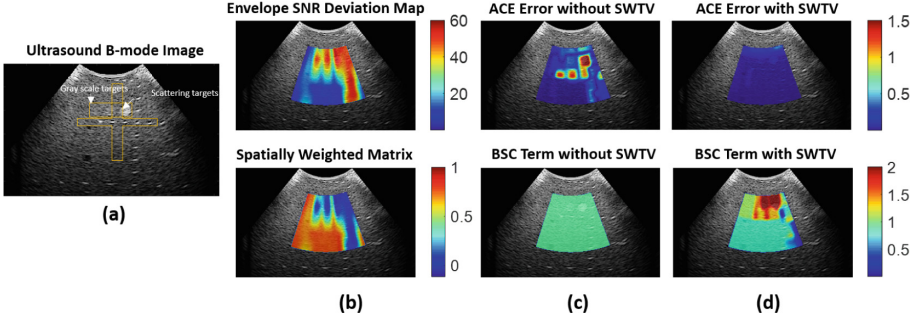 Ultrasound B-mode Image
Gray scale targets
Scattering targets
(a)
Envelope SNR Deviation Map
60
40
20
Spatially Weighted Matrix
1
0.5
0
(b)
ACE Error without SWTV
BSC Term without SWTV
(c)
ACE Error with SWTV
1.5
1
0.5
BSC Term with SWTV
2
1.5
1
0.5
(d)